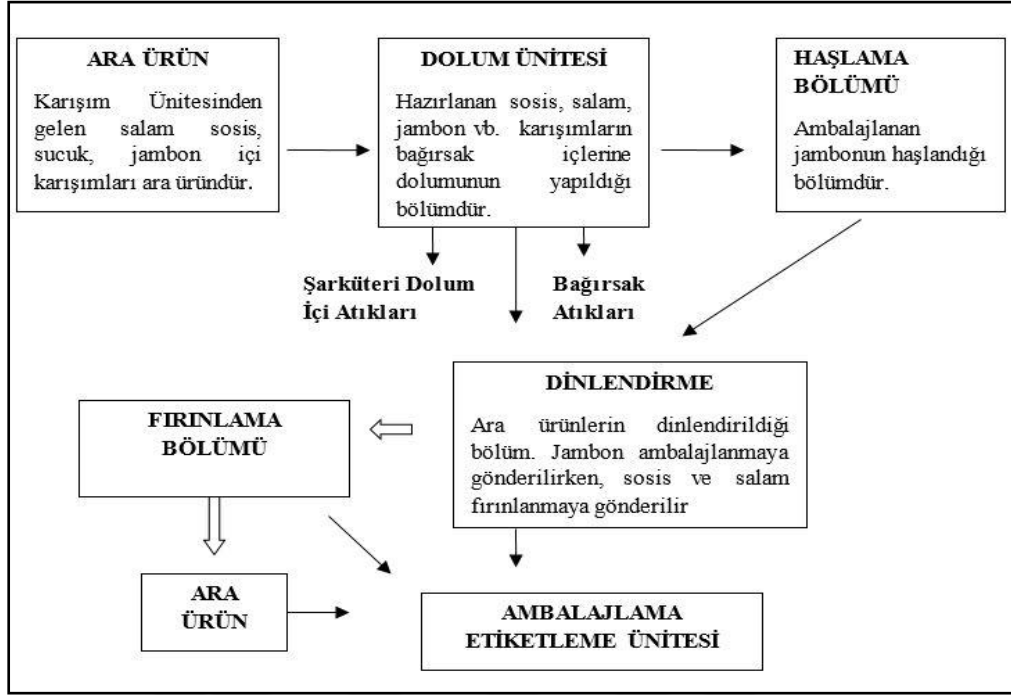 ARA ÜRÜN
Karışım Ünitesinden
gelen salam sosis,
sucuk, jambon içi
karışımları ara üründür.
DOLUM ÜNİTESİ
Hazırlanan sosis, salam,
jambon vb. karışımların
bağırsak içlerine
dolumunun yapıldığı
bölümdür.
HAŞLAMA
BÖLÜMÜ
Ambalajlanan
jambonun haşlandığı
bölümdür.
Şarküteri Dolum
İçi Atıkları
Bağırsak
Atıkları
DİNLENDİRME
Ara ürünlerin dinlendirildiği
bölüm. Jambon ambalajlanmaya
gönderilirken, sosis ve salam
fırınlanmaya gönderilir
FIRINLAMA
BÖLÜMÜ
ARA
ÜRÜN
AMBALAJLAMA
ETİKETLEME ÜNİTESİ